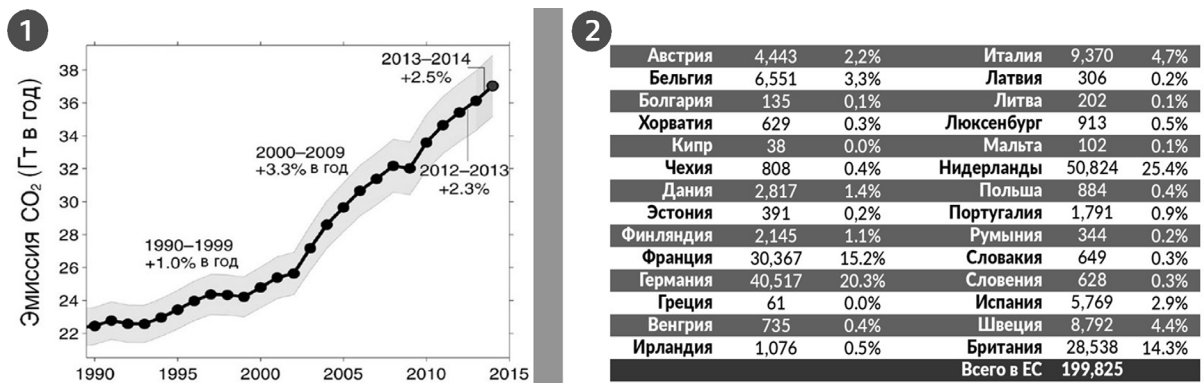 1
Эмиссия CO₂ (Гт в год)
38
36
34
32
30
28
26
24
22
2013–2014
+2.5%
2000–2009
+3.3% в год
2012–2013
+2.3%
1990–1999
+1.0% в год
1990 1995 2000 2005 2010 2015
2
Австрия 4,443 2,2% Италия 9,370 4,7%
Бельгия 6,551 3,3% Латвия 306 0.2%
Болгария 135 0,1% Литва 202 0.1%
Хорватия 629 0.3% Люксенбург 913 0.5%
Кипр 38 0.0% Мальта 102 0.1%
Чехия 808 0.4% Нидерланды 50,824 25.4%
Дания 2,817 1.4% Польша 884 0.4%
Эстония 391 0,2% Португалия 1,791 0.9%
Финляндия 2,145 1.1% Румыния 344 0.2%
Франция 30,367 15.2% Словакия 649 0.3%
Германия 40,517 20.3% Словения 628 0.3%
Греция 61 0.0% Испания 5,769 2.9%
Венгрия 735 0.4% Швеция 8,792 4.4%
Ирландия 1,076 0.5% Британия 28,538 14.3%
Всего в ЕС 199,825